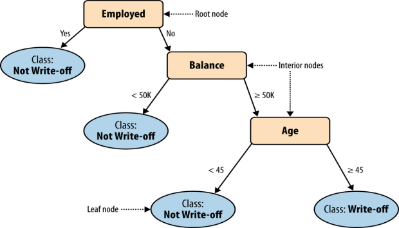 Employed
Root node
Yes
No
Class:
Not Write-off
Balance
Interior nodes
< 50K
≥ 50K
Class:
Not Write-off
Age
< 45
≥ 45
Leaf node
Class:
Not Write-off
Class: Write-off